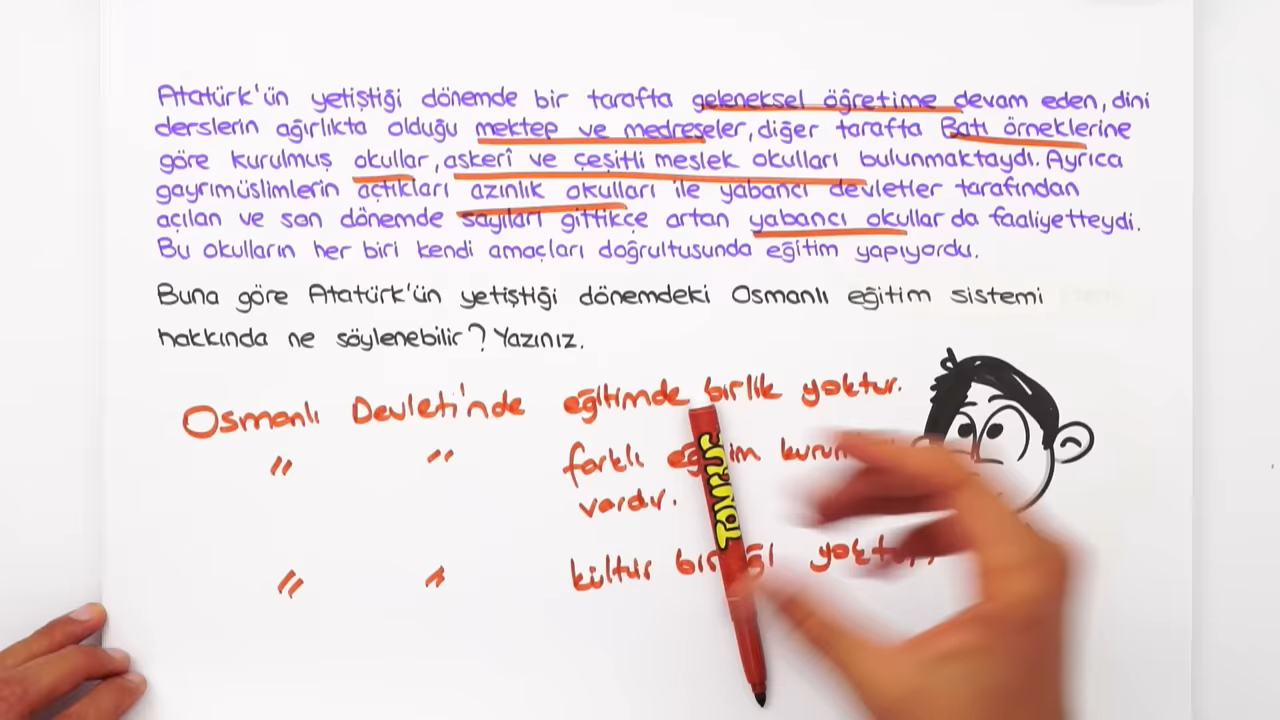 Atatürk'ün yetiştiği dönemde bir tarafta geleneksel öğretime devam eden, dini
derslerin ağırlıkta olduğu mektep ve medreseler, diğer tarafta Batı örneklerine
göre kurulmuş okullar, askerî ve çeşitli meslek okulları bulunmaktaydı. Ayrıca
gayrımüslimlerin açtıkları azınlık okulları ile yabancı devletler tarafından
açılan ve son dönemde sayıları gittikçe artan yabancı okullar da faaliyetteydi.
Bu okulların her biri kendi amaçları doğrultusunda eğitim yapıyordu.
Buna göre Atatürk'ün yetiştiği dönemdeki Osmanlı eğitim sistemi
hakkında ne söylenebilir? Yazınız.
Osmanlı Devleti'nde eğitimde birlik yoktur.
" " farklı
vardır.
" " kültür yoktur.